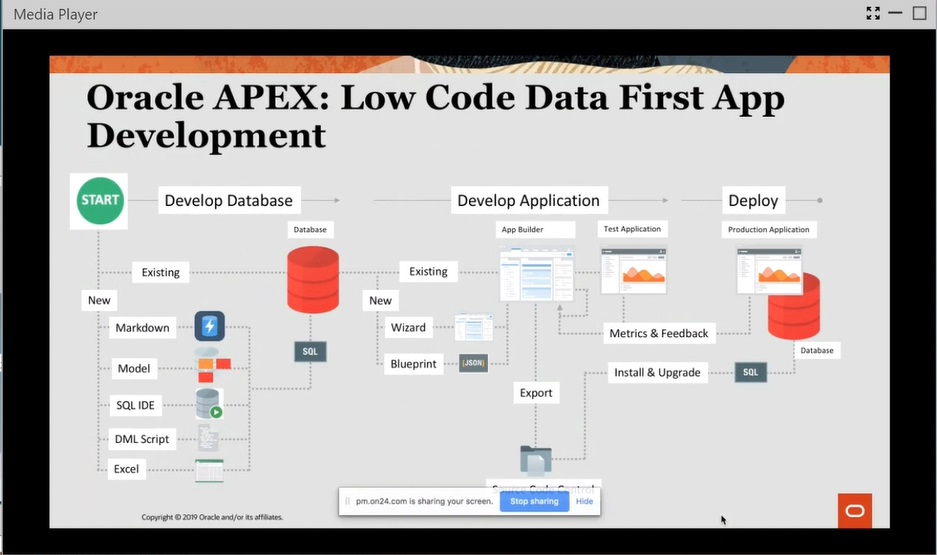 Media Player
Oracle APEX: Low Code Data First App
Development
START
Develop Database
Develop Application
Deploy
Database
App Builder
Test Application
Production Application
Existing
Existing
New
New
Markdown
Wizard
Metrics & Feedback
SQL
Database
Model
Blueprint
{JSON}
Install & Upgrade
SQL
Export
SQL IDE
DML Script
Excel
Source Code Control
pm.on24.com is sharing your screen.
Stop sharing
Hide
Copyright © 2019 Oracle and/or its affiliates.